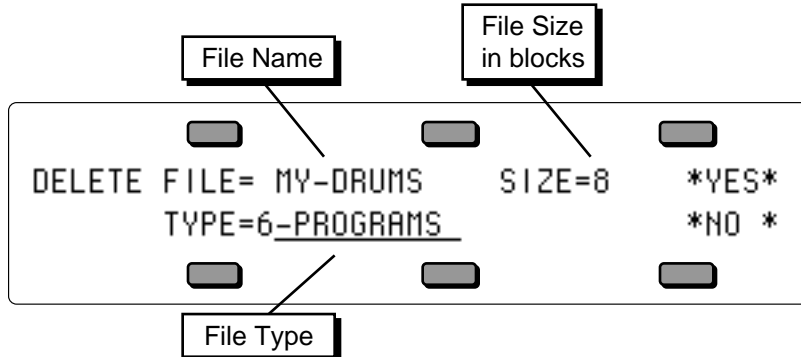 File Name
File Size
in blocks
DELETE FILE= MY-DRUMS SIZE=8 *YES*
TYPE=6-PROGRAMS *NO *
File Type